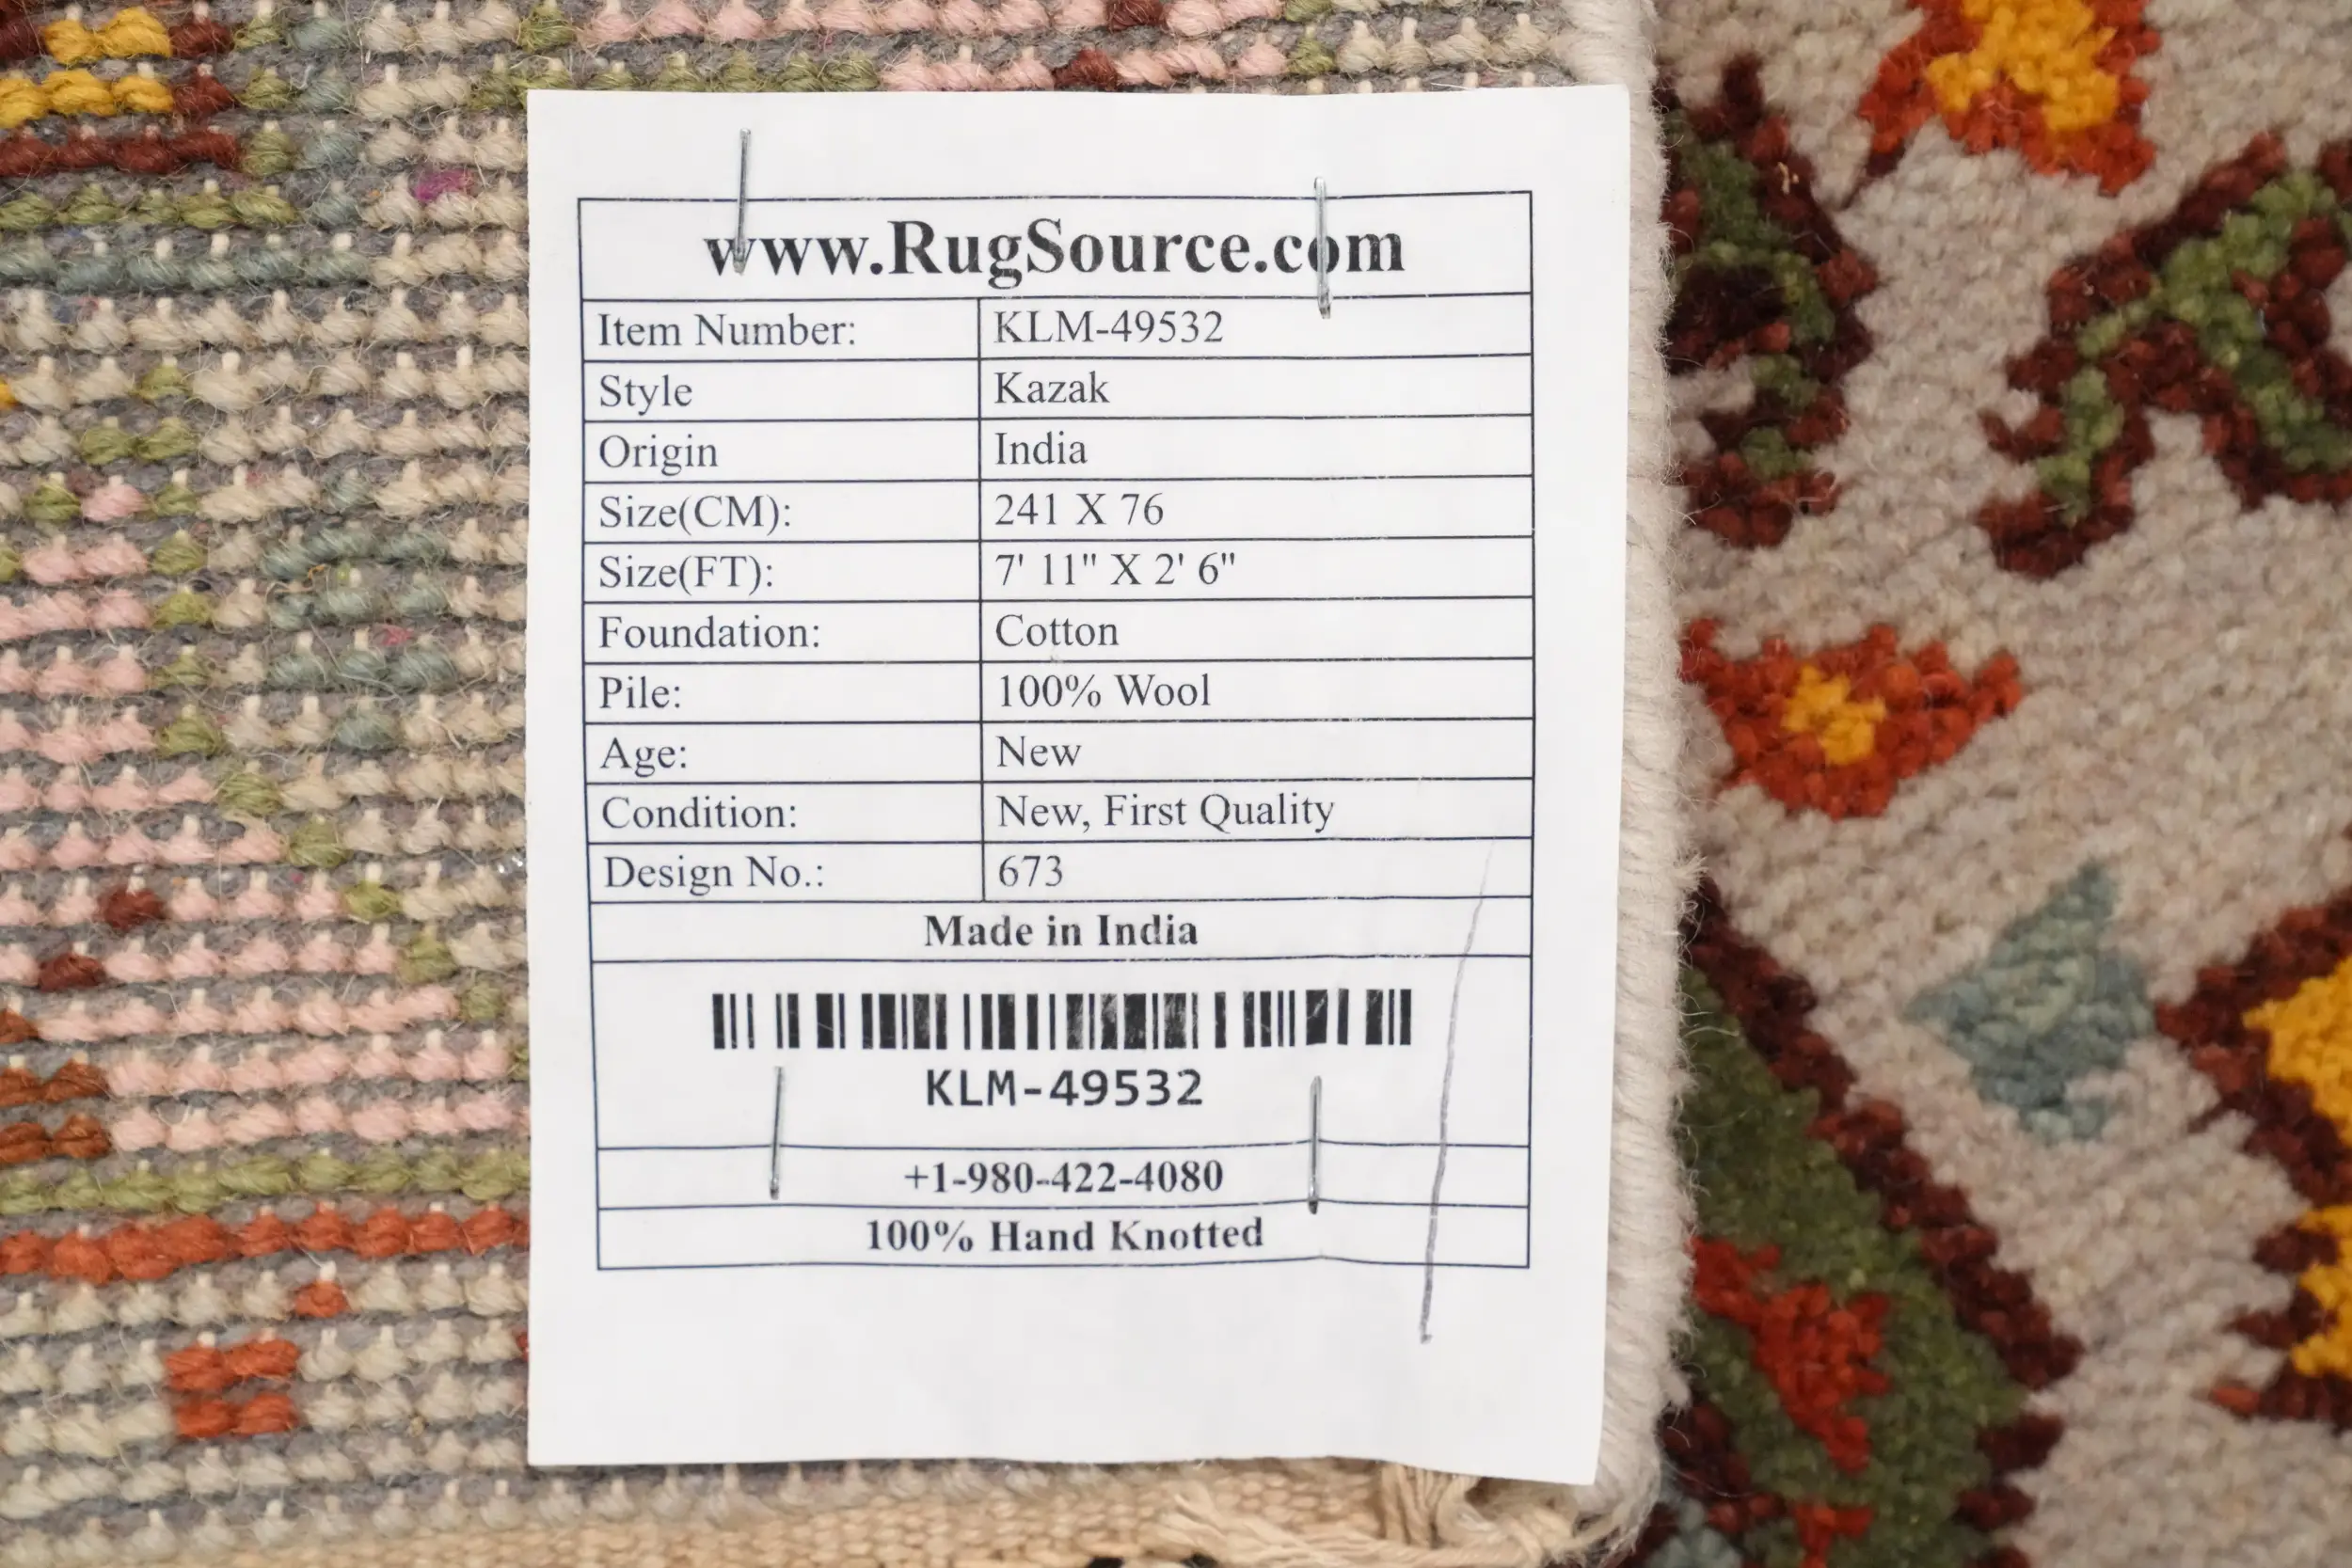 www.RugSource.com
Item Number: KLM-49532
Style Kazak
Origin India
Size(CM): 241 X 76
Size(FT): 7' 11" X 2' 6"
Foundation: Cotton
Pile: 100% Wool
Age: New
Condition: New, First Quality
Design No.: 673
Made in India
KLM-49532
+1-980-422-4080
100% Hand Knotted